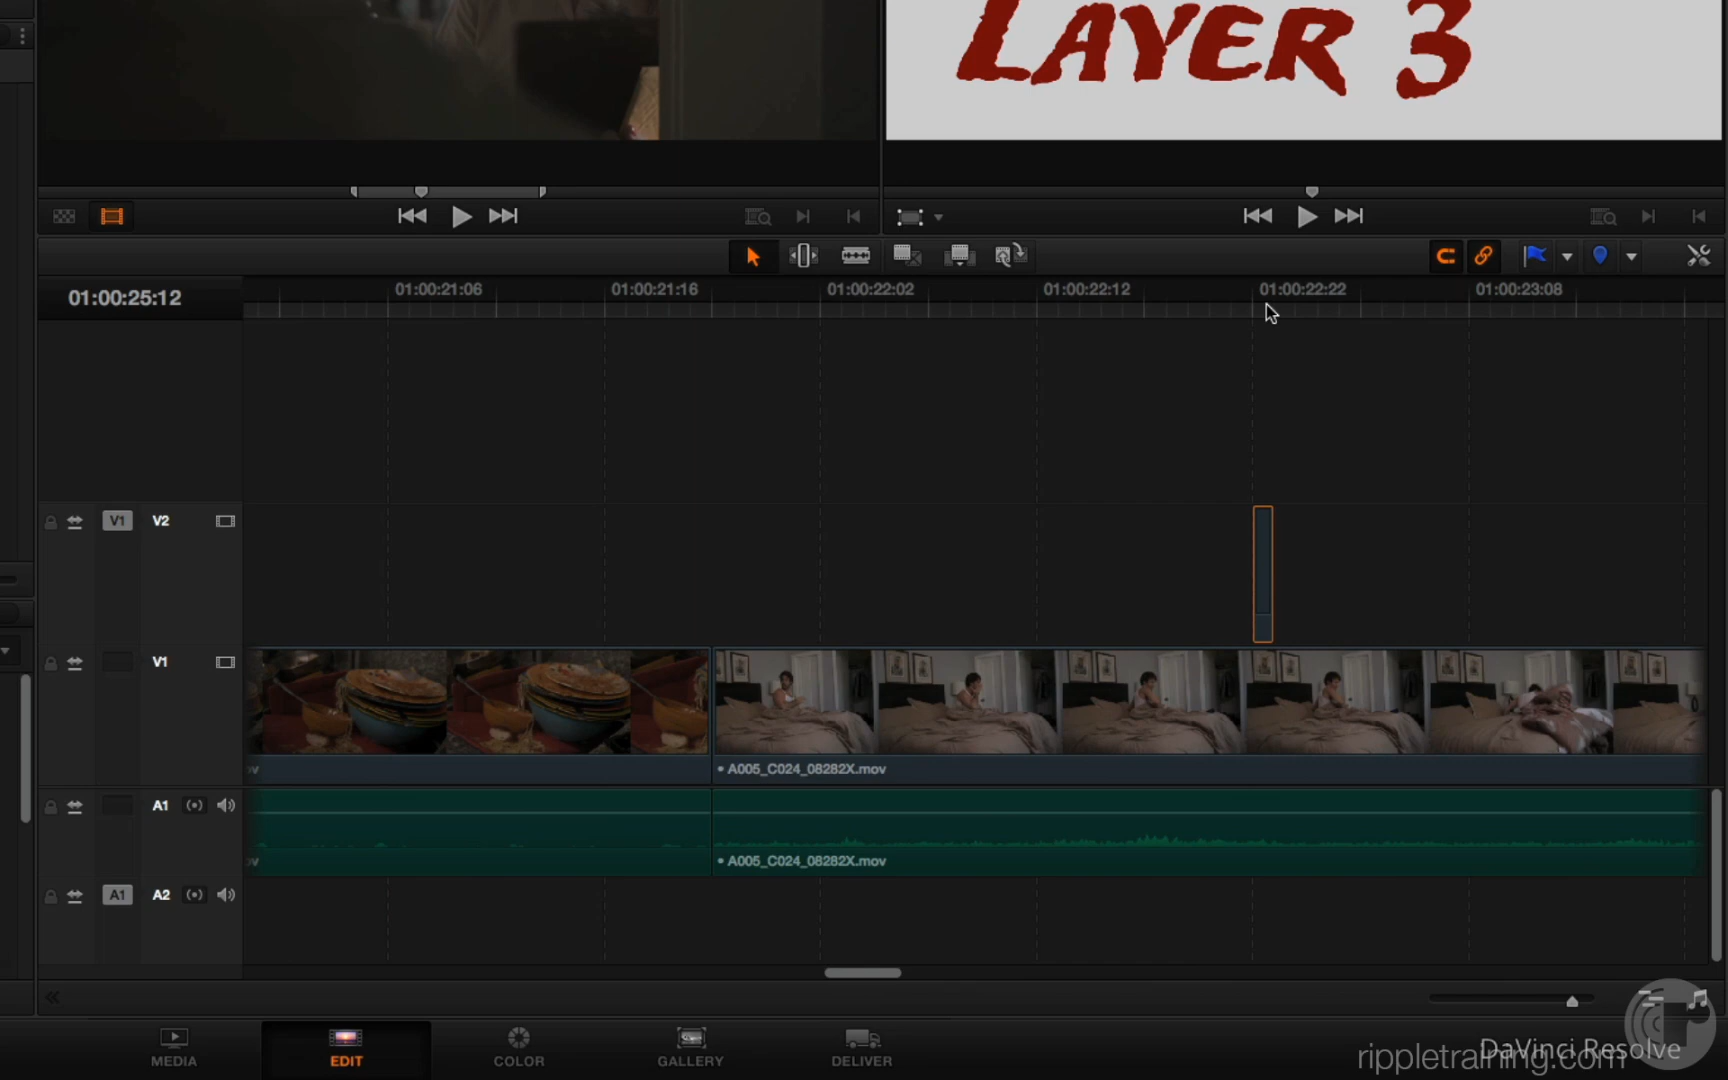 LAYER 3
01:00:25:12
01:00:21:06
01:00:21:16
01:00:22:02
01:00:22:12
01:00:22:22
01:00:23:08
V1
V2
V1
ov
• A005_C024_08282X.mov
A1
ov
• A005_C024_08282X.mov
A1
A2
MEDIA
EDIT
COLOR
GALLERY
DELIVER
DaVinci Resolve
rippletraining.com